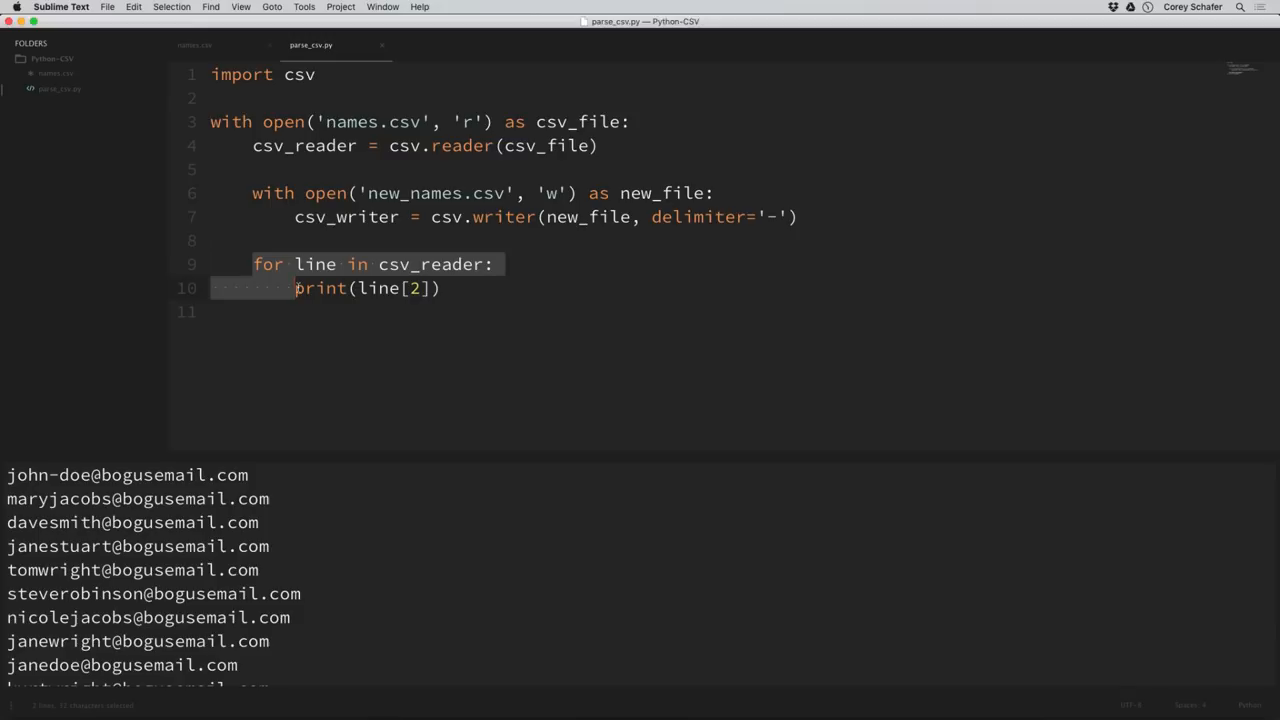 Sublime Text File Edit Selection Find View Goto Tools Project Window Help Corey Schafer
parse_csv.py — Python-CSV
FOLDERS
Python-CSV
names.csv
parse_csv.py
names.csv parse_csv.py
1 import csv
2
3 with open('names.csv', 'r') as csv_file:
4 csv_reader = csv.reader(csv_file)
5
6 with open('new_names.csv', 'w') as new_file:
7 csv_writer = csv.writer(new_file, delimiter='-')
8
9 for line in csv_reader:
10 print(line[2])
11
john-doe@bogusemail.com
maryjacobs@bogusemail.com
davesmith@bogusemail.com
janestuart@bogusemail.com
tomwright@bogusemail.com
steverobinson@bogusemail.com
nicolejacobs@bogusemail.com
janewright@bogusemail.com
janedoe@bogusemail.com
2 lines, 32 characters selected UTF-8 Spaces: 4 Python